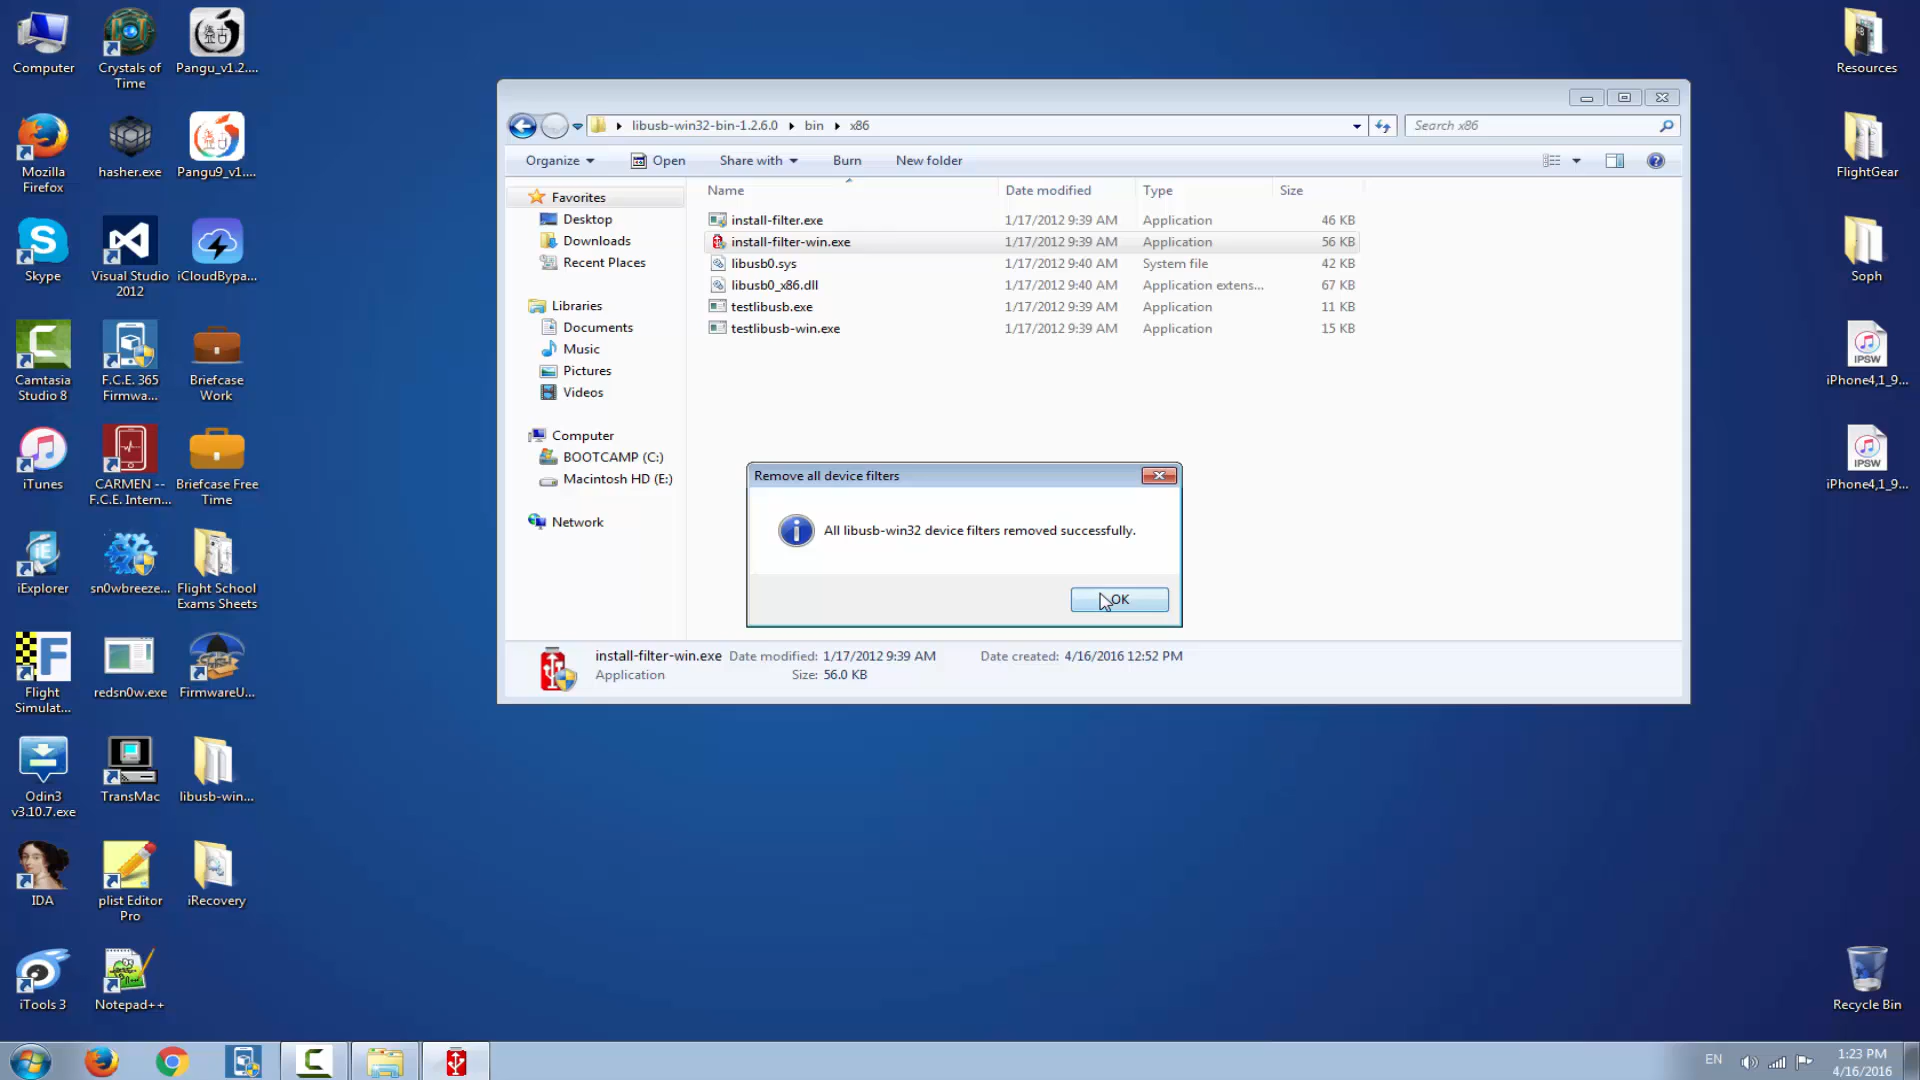 Computer
Crystals of
Time
Pangu_v1.2....
Mozilla
Firefox
hasher.exe
Pangu9_v1....
Skype
Visual Studio
2012
iCloudBypa...
Camtasia
Studio 8
F.C.E. 365
Firmwa...
Briefcase
Work
iTunes
CARMEN --
F.C.E. Intern...
Briefcase Free
Time
iExplorer
sn0wbreeze...
Flight School
Exams Sheets
Flight
Simulat...
redsn0w.exe
FirmwareU...
Odin3
v3.10.7.exe
TransMac
libusb-win...
IDA
plist Editor
Pro
iRecovery
iTools 3
Notepad++
libusb-win32-bin-1.2.6.0 bin x86
Search x86
Organize Open Share with Burn New folder
Favorites
Desktop
Downloads
Recent Places
Libraries
Documents
Music
Pictures
Videos
Computer
BOOTCAMP (C:)
Macintosh HD (E:)
Network
Name Date modified Type Size
install-filter.exe 1/17/2012 9:39 AM Application 46 KB
install-filter-win.exe 1/17/2012 9:39 AM Application 56 KB
libusb0.sys 1/17/2012 9:40 AM System file 42 KB
libusb0_x86.dll 1/17/2012 9:40 AM Application extens... 67 KB
testlibusb.exe 1/17/2012 9:39 AM Application 11 KB
testlibusb-win.exe 1/17/2012 9:39 AM Application 15 KB
Remove all device filters
All libusb-win32 device filters removed successfully.
OK
install-filter-win.exe Date modified: 1/17/2012 9:39 AM Date created: 4/16/2016 12:52 PM
Application Size: 56.0 KB
Resources
FlightGear
Soph
IPSW
iPhone4,1_9...
IPSW
iPhone4,1_9...
Recycle Bin
EN
1:23 PM
4/16/2016